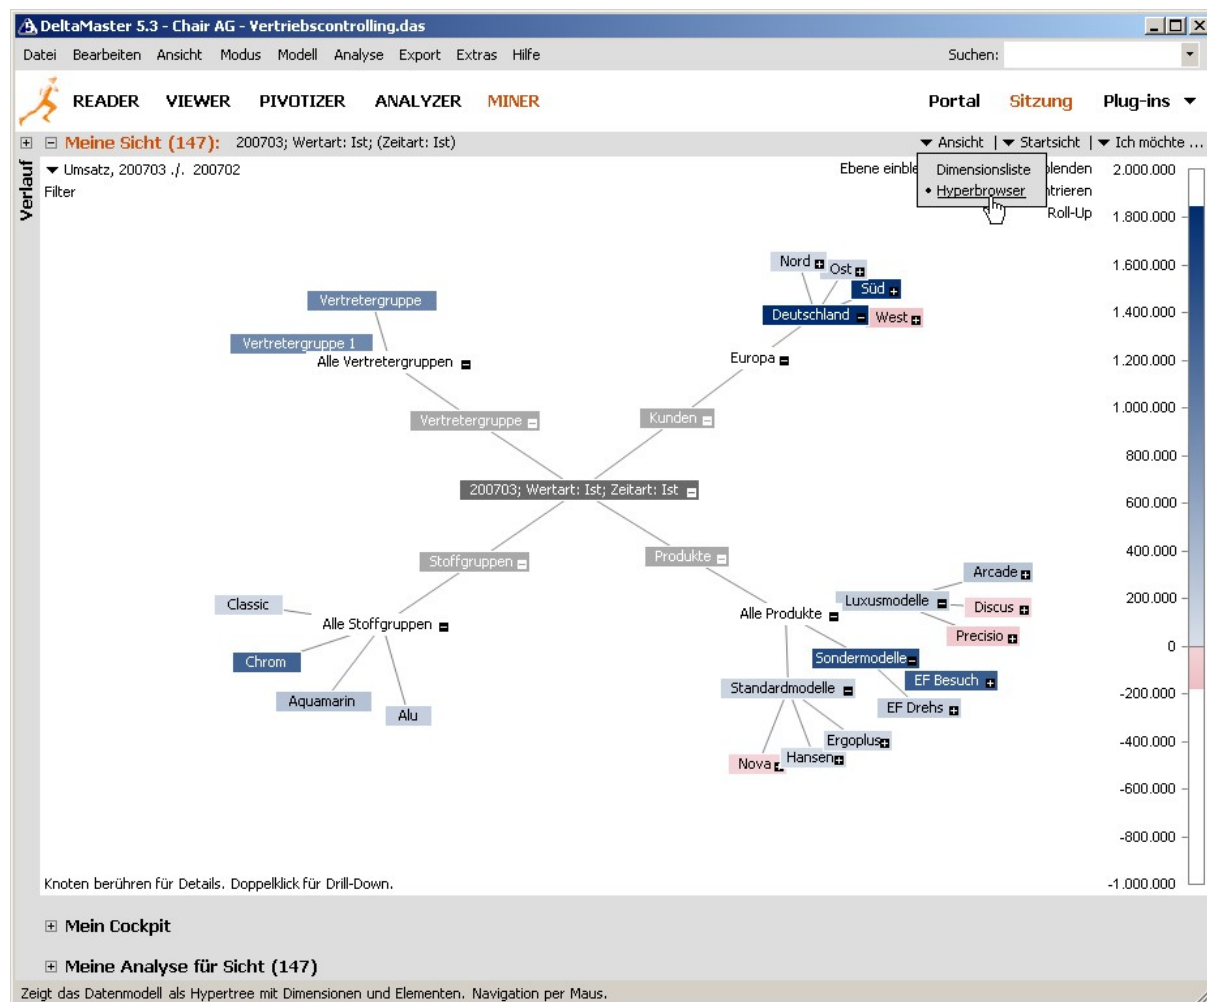 DeltaMaster 5.3 - Chair AG - Vertriebscontrolling.das
Datei Bearbeiten Ansicht Modus Modell Analyse Export Extras Hilfe Suchen:
READER VIEWER PIVOTIZER ANALYZER MINER Portal Sitzung Plug-ins
Meine Sicht (147): 200703; Wertart: Ist; (Zeitart: Ist) Ansicht | Startsicht | Ich möchte ...
Verlauf
Umsatz, 200703 ./. 200702
Filter
Ebene einble
Dimensionsliste
blenden
Hyperbrowser
ntrieren
Roll-Up
2.000.000
1.800.000
1.600.000
1.400.000
1.200.000
1.000.000
800.000
600.000
400.000
200.000
0
-200.000
-400.000
-600.000
-800.000
-1.000.000
Nord
Ost
Süd
Deutschland
West
Europa
Kunden
Vertretergruppe
Vertretergruppe 1
Alle Vertretergruppen
Vertretergruppe
200703; Wertart: Ist; Zeitart: Ist
Stoffgruppen
Classic
Alle Stoffgruppen
Chrom
Aquamarin
Alu
Produkte
Alle Produkte
Arcade
Luxusmodelle
Discus
Precisio
Sondermodelle
EF Besuch
EF Drehs
Standardmodelle
Ergoplus
Hansen
Nova
Knoten berühren für Details. Doppelklick für Drill-Down.
Mein Cockpit
Meine Analyse für Sicht (147)
Zeigt das Datenmodell als Hypertree mit Dimensionen und Elementen. Navigation per Maus.